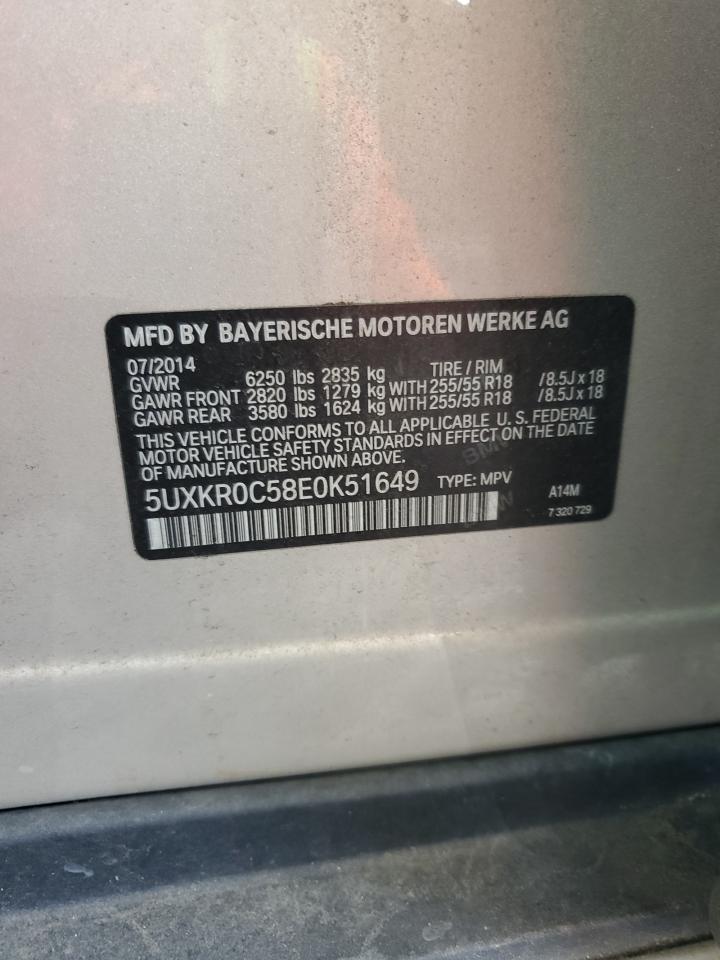 MFD BY BAYERISCHE MOTOREN WERKE AG
07/2014 TIRE / RIM
GVWR 6250 lbs 2835 kg
GAWR FRONT 2820 lbs 1279 kg WITH 255/55 R18 /8.5J x 18
GAWR REAR 3580 lbs 1624 kg WITH 255/55 R18 /8.5J x 18
THIS VEHICLE CONFORMS TO ALL APPLICABLE U. S. FEDERAL
MOTOR VEHICLE SAFETY STANDARDS IN EFFECT ON THE DATE
OF MANUFACTURE SHOWN ABOVE.
BMW
5UXKR0C58E0K51649 TYPE: MPV A14M
7 320 729